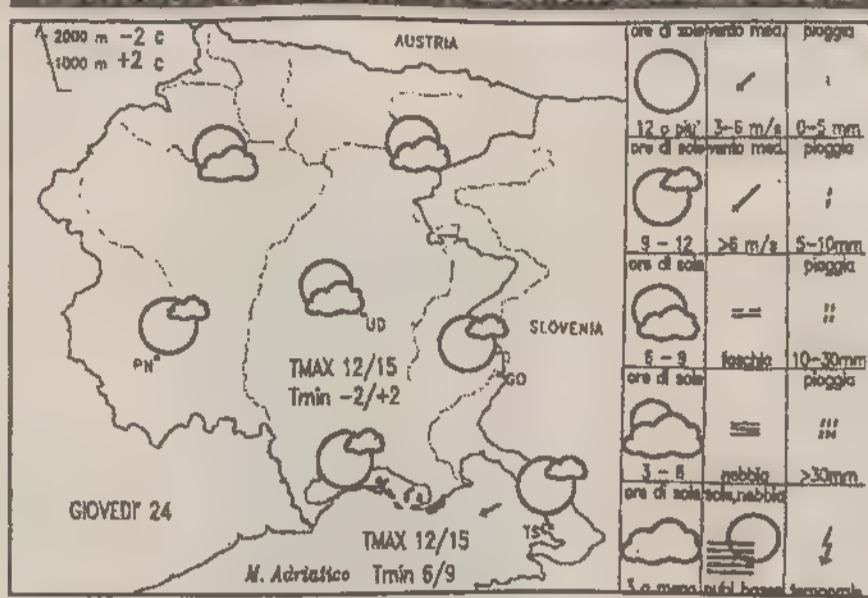 2000 m -2 c
1000 m +2 c
AUSTRIA
UD
PN
SLOVENIA
GO
TMAX 12/15
Tmin -2/+2
GIOVEDI' 24
TS
TMAX 12/15
M. Adriatico Tmin 6/9
ore di sole vento med. pioggia
12 o piu' 3-6 m/s 0-5 mm
ore di sole vento med. pioggia
9 - 12 >6 m/s 5-10mm
ore di sole pioggia
6 - 9 foschia 10-30mm
ore di sole pioggia
3 - 6 nebbia >30mm
ore di sole sole,nebbia
3 o meno nubi basse temporale